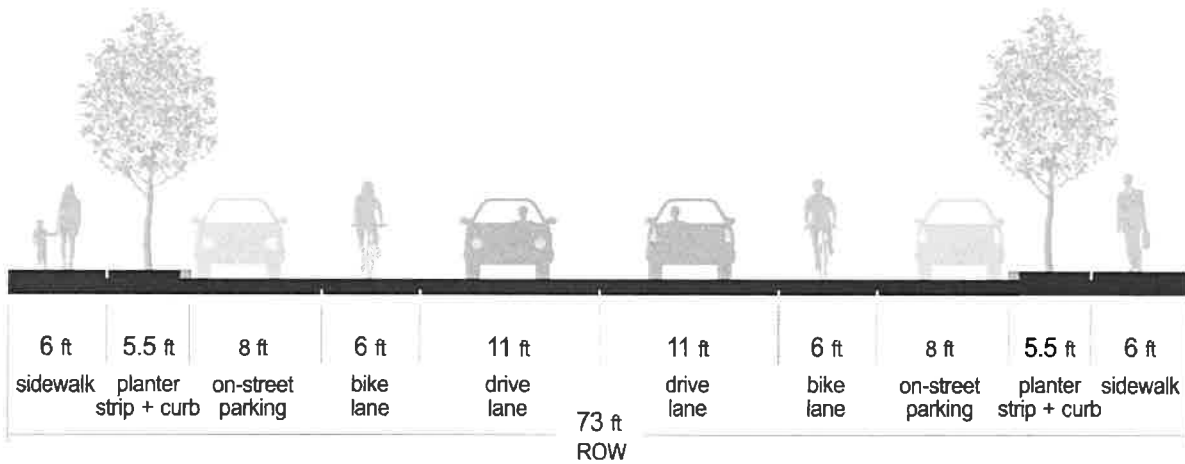 6 ft 5.5 ft 8 ft 6 ft 11 ft 11 ft 6 ft 8 ft 5.5 ft 6 ft
sidewalk planter on-street bike drive drive bike on-street planter sidewalk
strip + curb parking lane lane lane lane parking strip + curb
73 ft
ROW